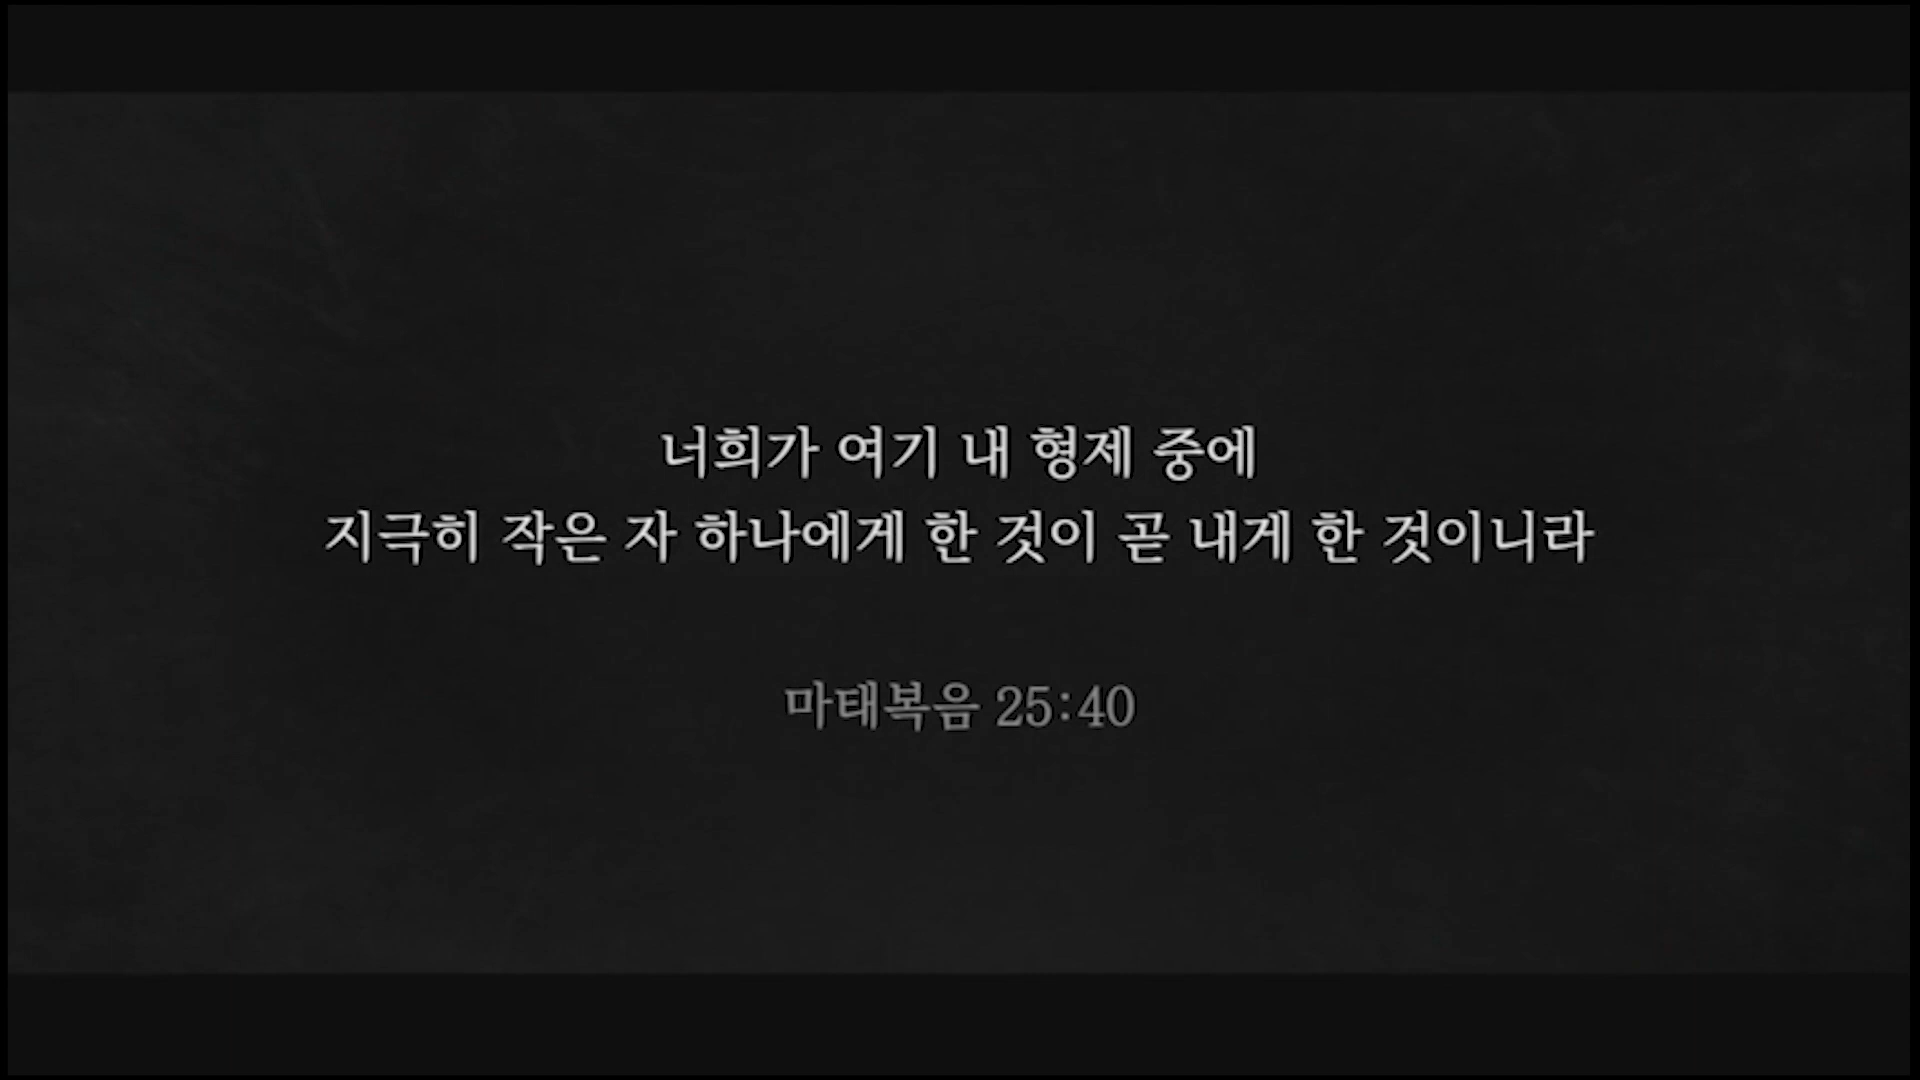 너희가 여기 내 형제 중에
지극히 작은 자 하나에게 한 것이 곧 내게 한 것이니라
마태복음 25:40